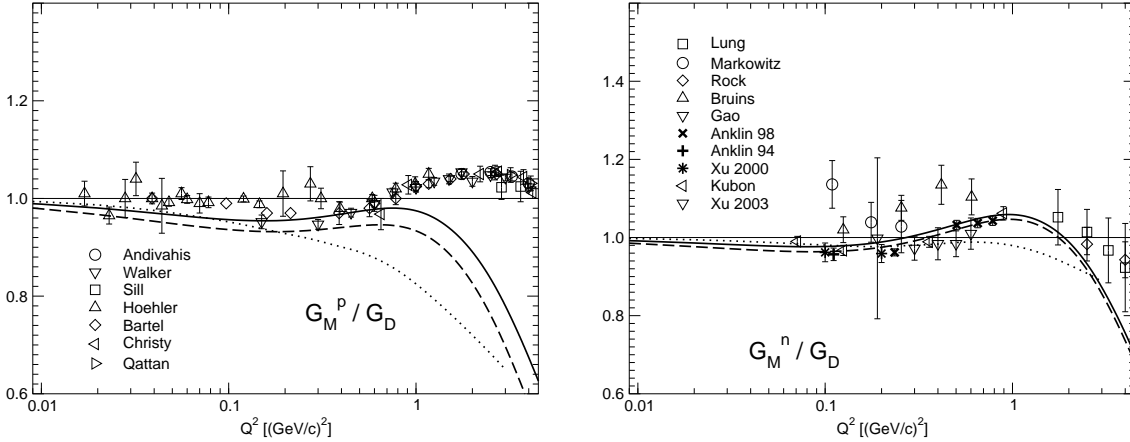 1.2
1.0
0.8
0.6
Andivahis
Walker
Sill
Hoehler
Bartel
Christy
Qattan
G_M^p / G_D
0.01
0.1
1
Q^2 [(GeV/c)^2]
1.4
1.2
1.0
0.8
0.6
Lung
Markowitz
Rock
Bruins
Gao
Anklin 98
Anklin 94
Xu 2000
Kubon
Xu 2003
G_M^n / G_D
0.01
0.1
1
Q^2 [(GeV/c)^2]